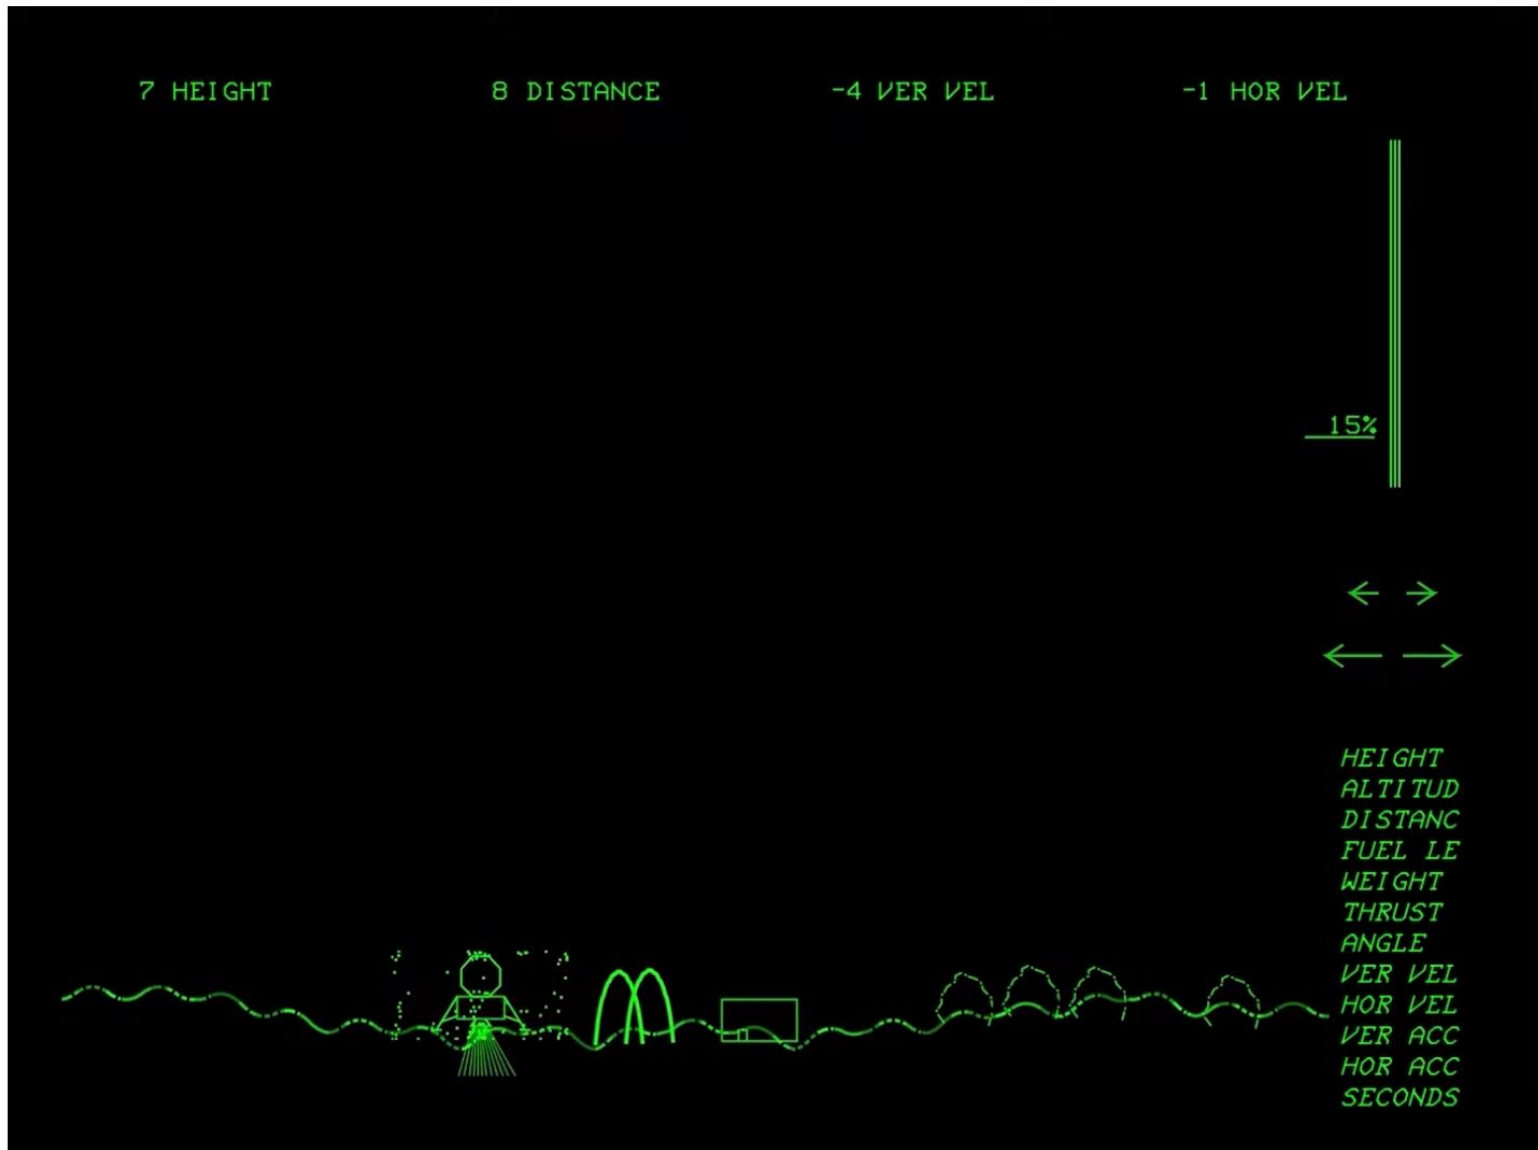 7 HEIGHT 8 DISTANCE -4 VER VEL -1 HOR VEL
15%
HEIGHT
ALTITUD
DISTANC
FUEL LE
WEIGHT
THRUST
ANGLE
VER VEL
HOR VEL
VER ACC
HOR ACC
SECONDS